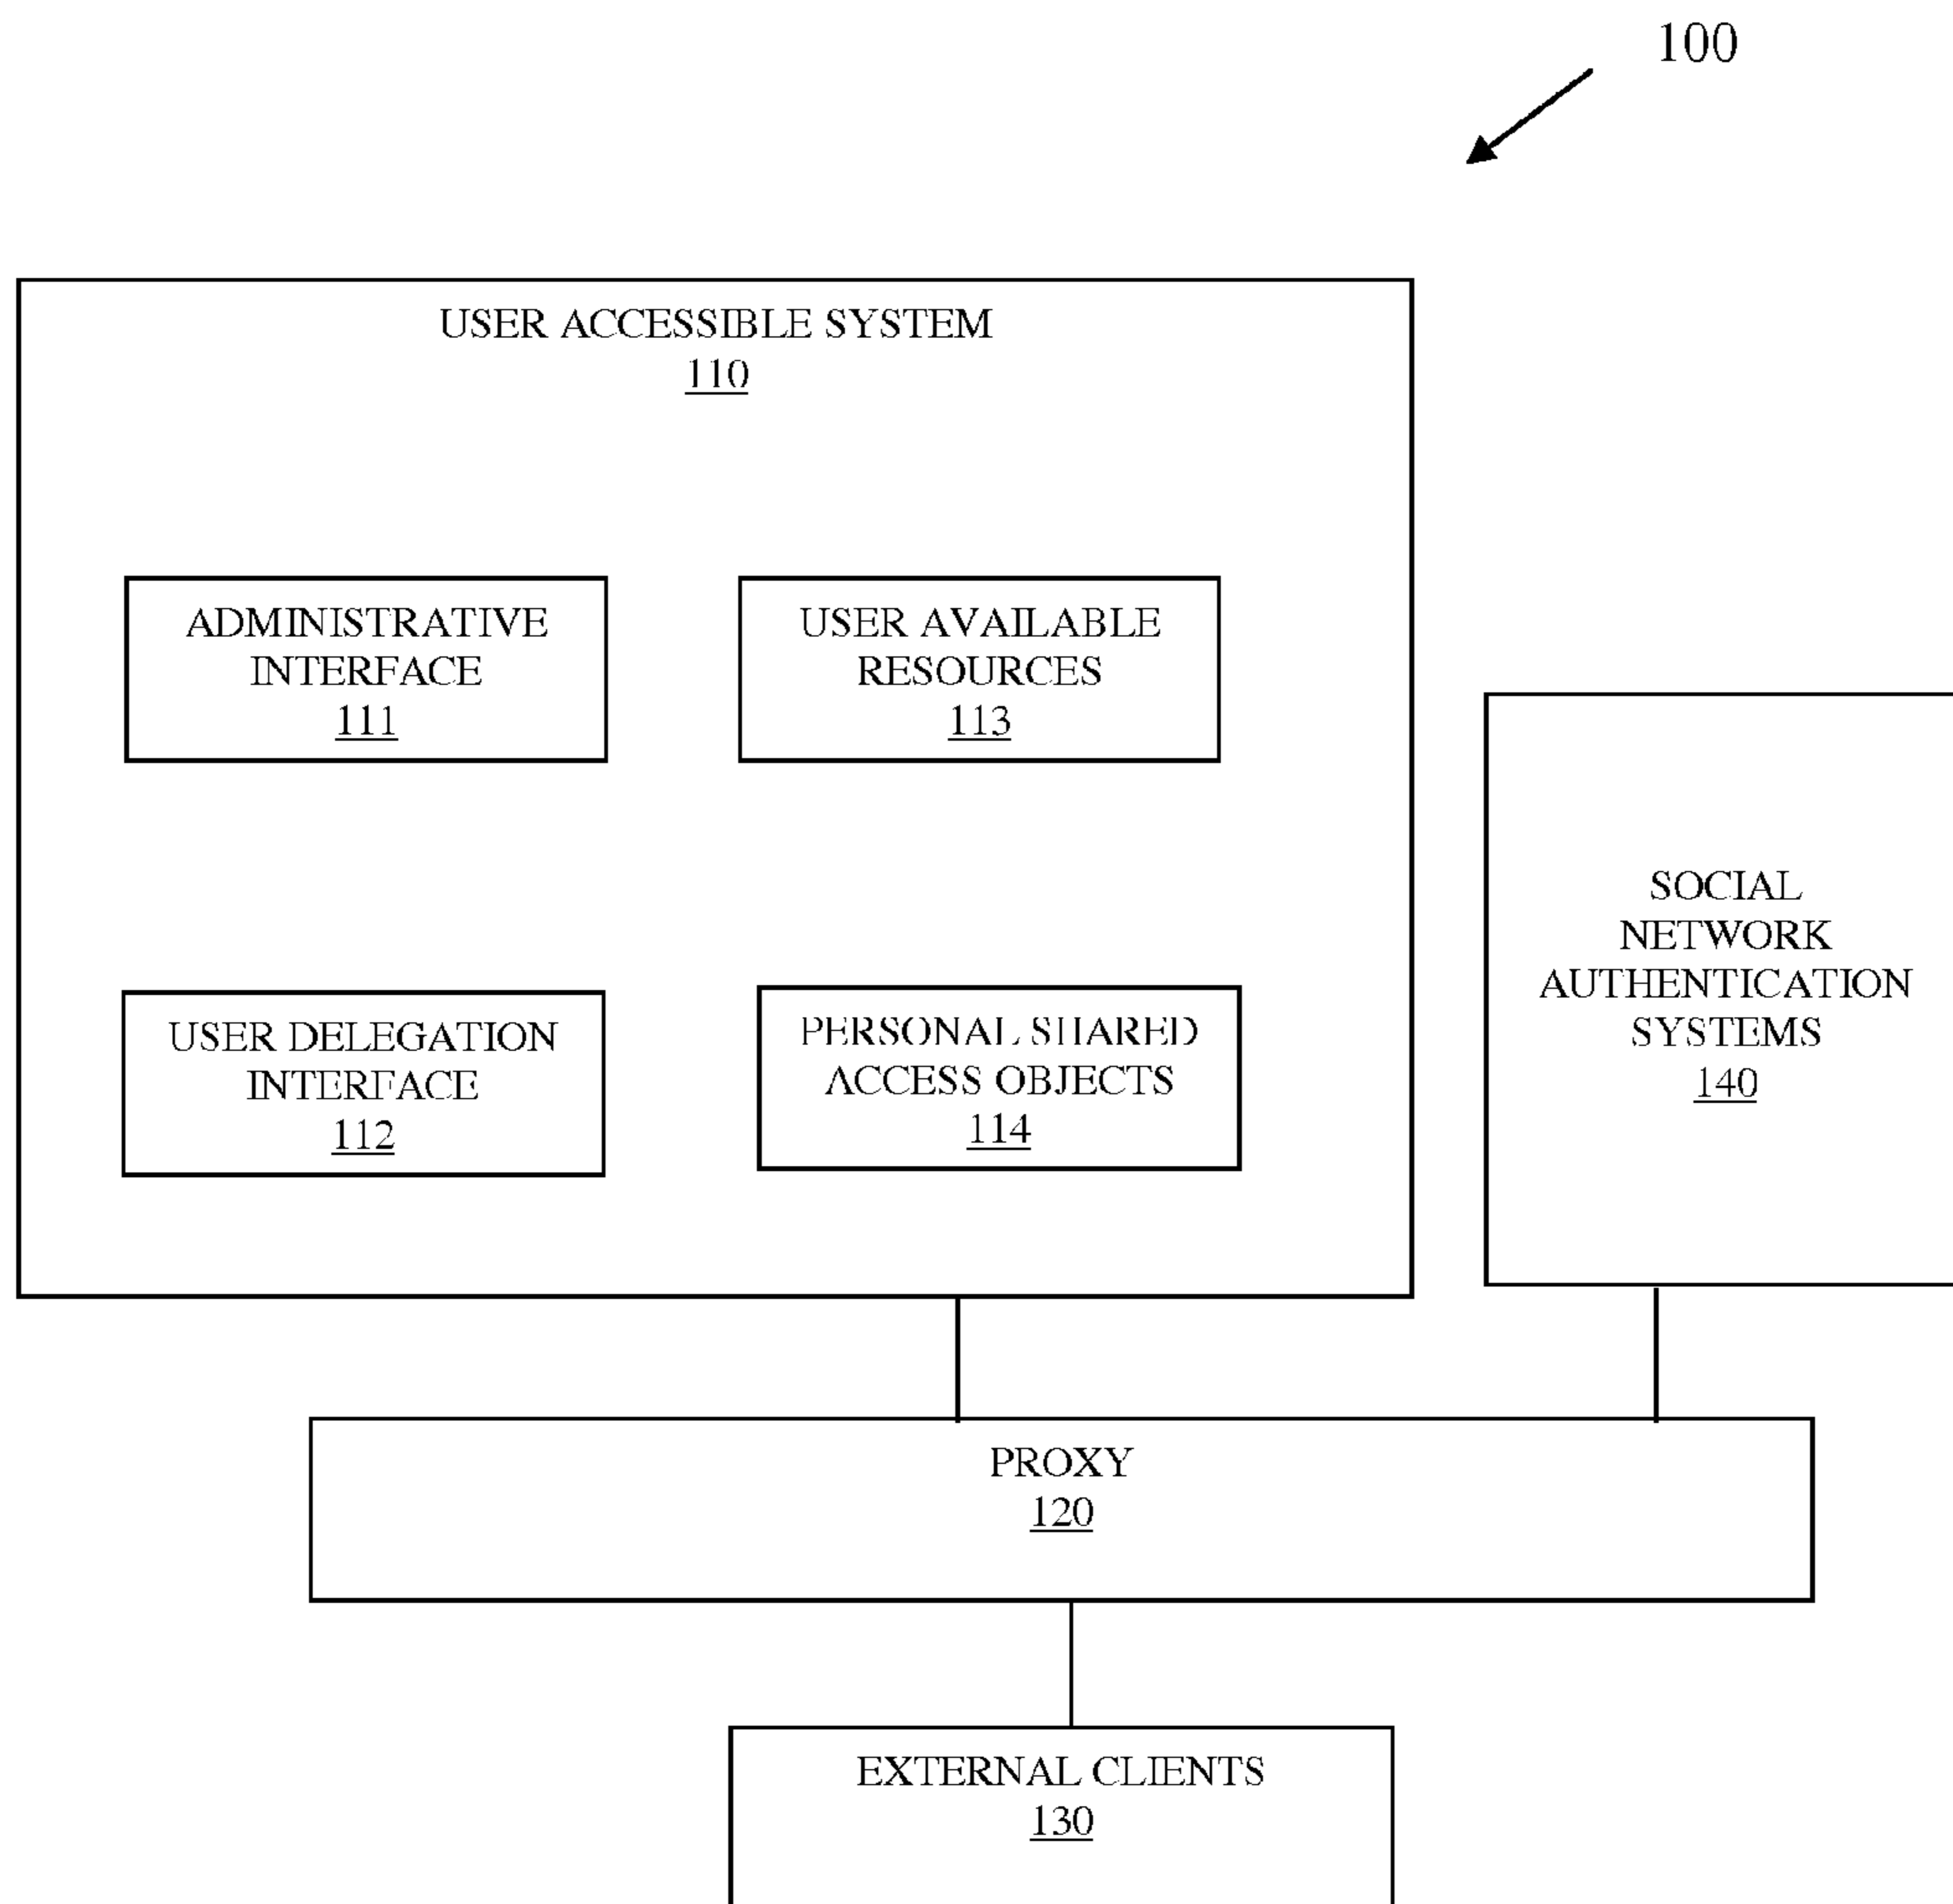 100
USER ACCESSIBLE SYSTEM
110
ADMINISTRATIVE
INTERFACE
111
USER AVAILABLE
RESOURCES
113
USER DELEGATION
INTERFACE
112
PERSONAL SHARED
ACCESS OBJECTS
114
SOCIAL
NETWORK
AUTHENTICATION
SYSTEMS
140
PROXY
120
EXTERNAL CLIENTS
130